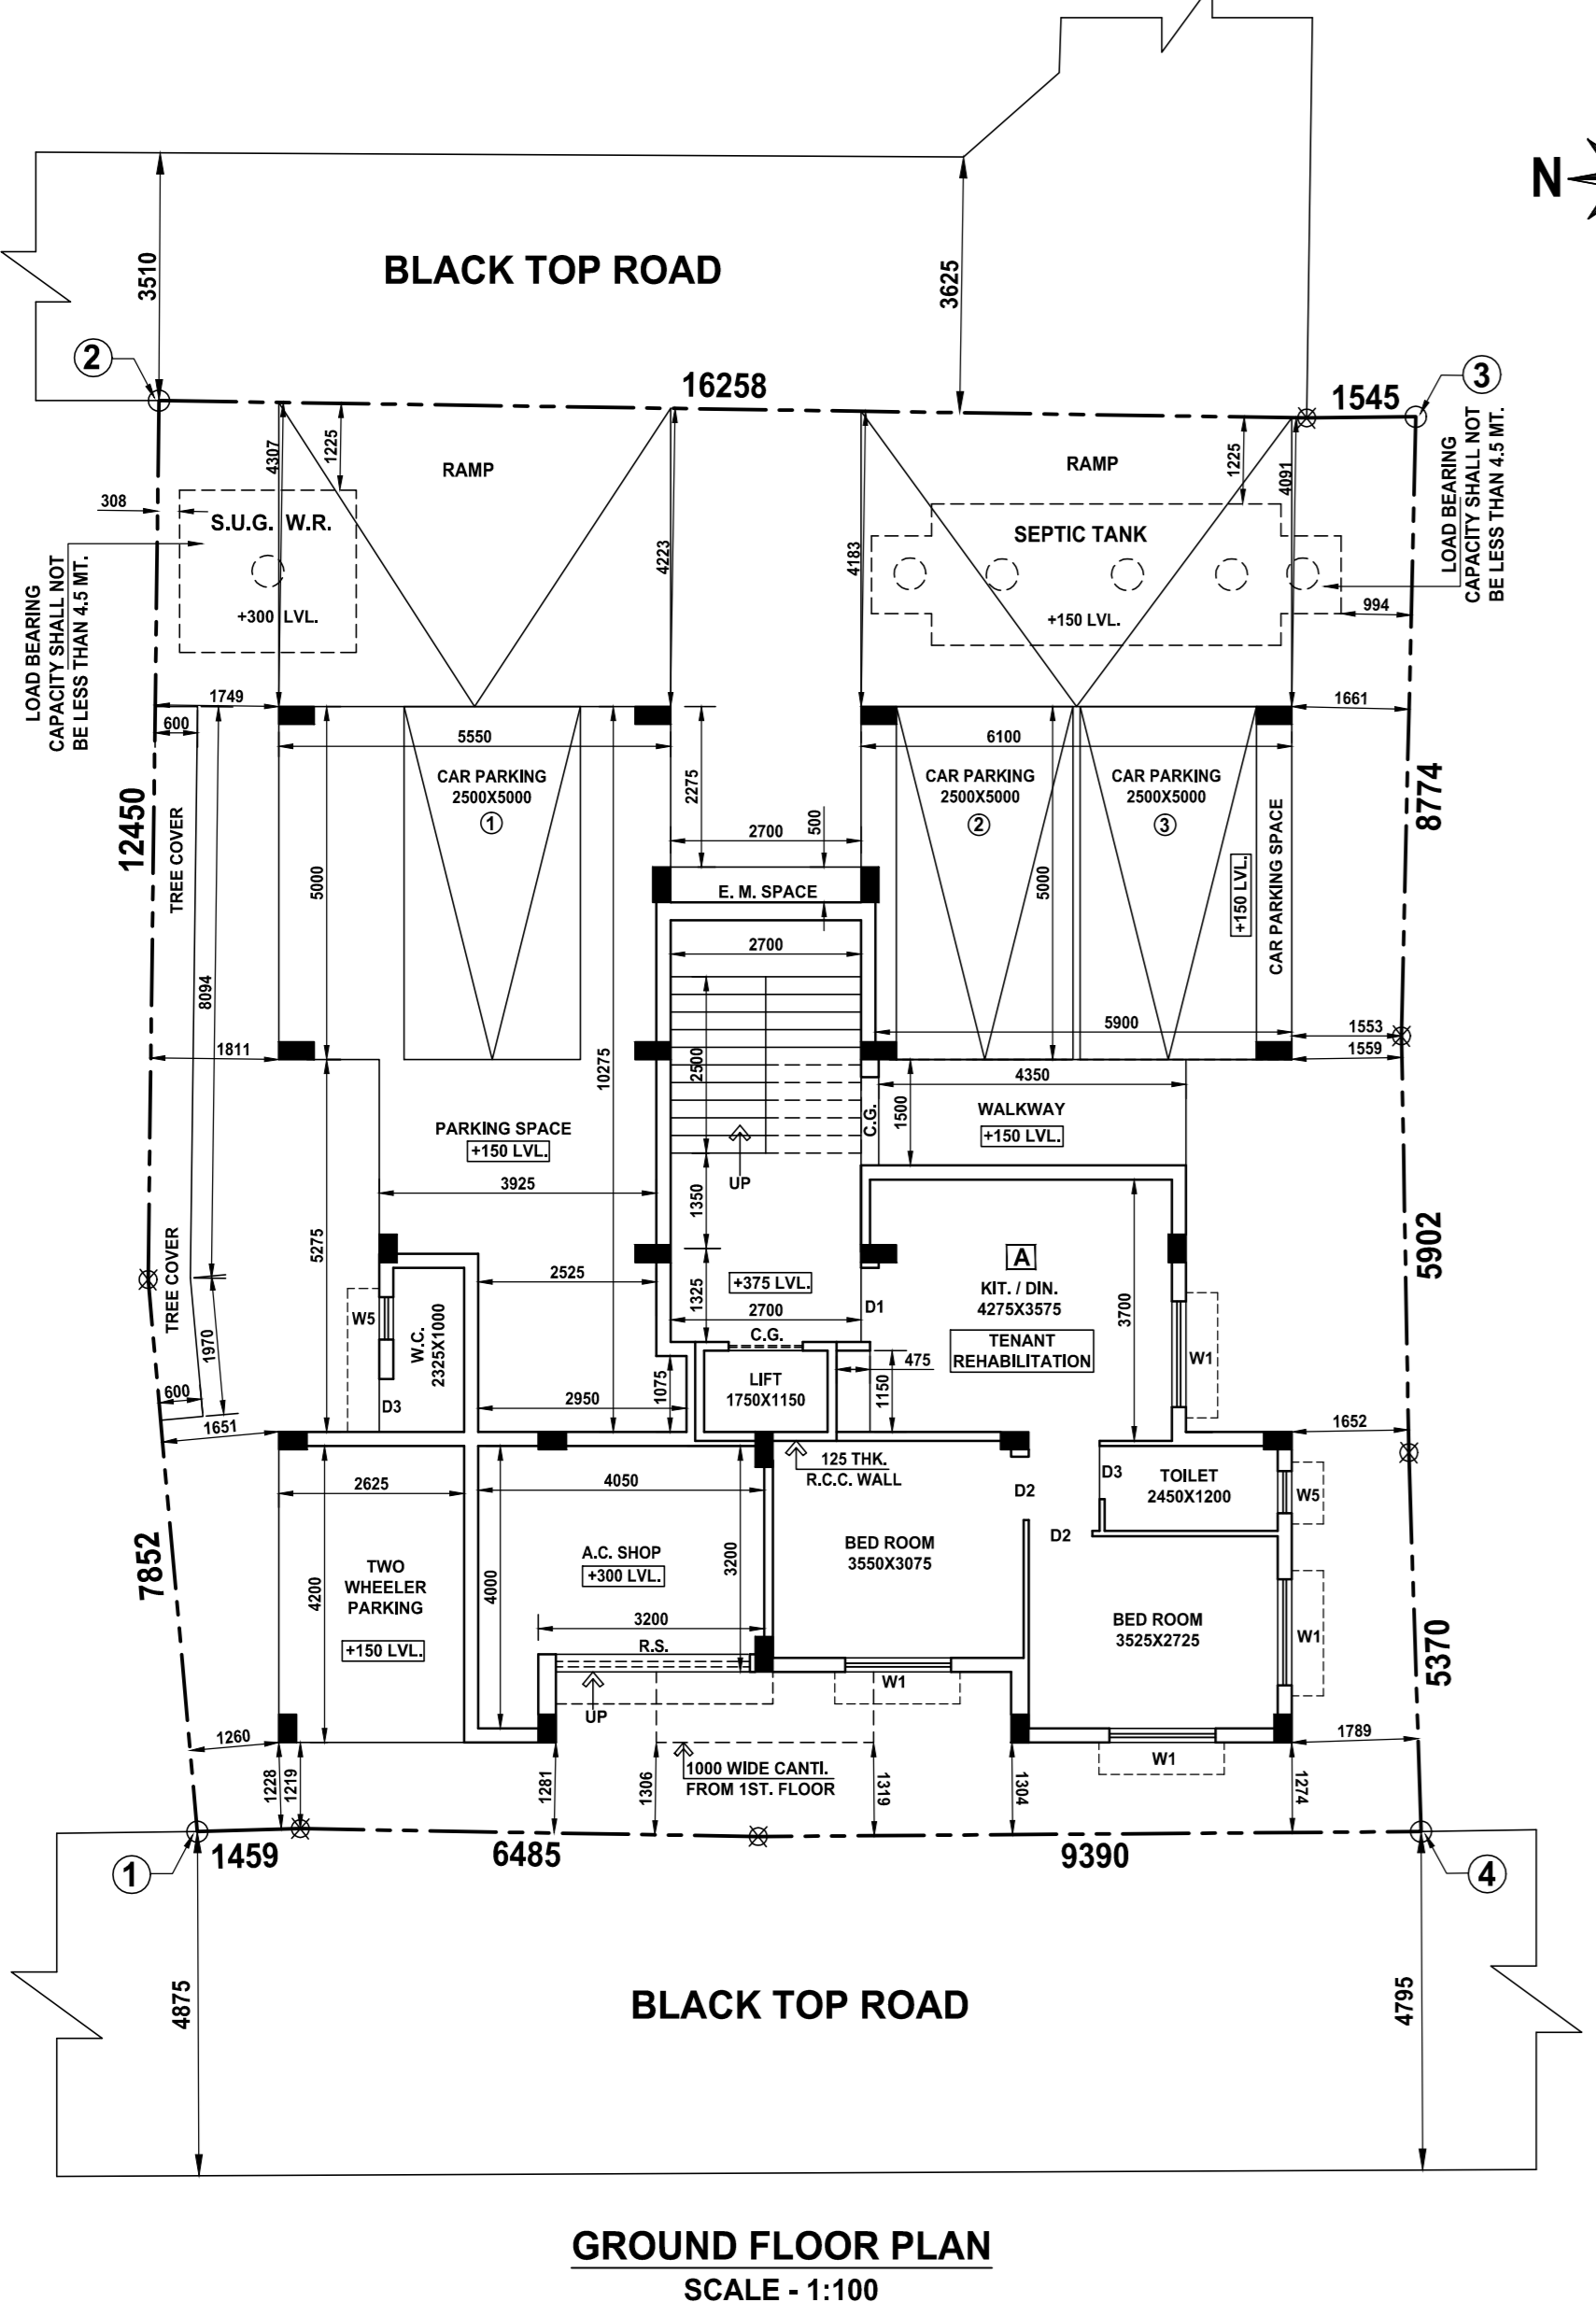 N
3510
BLACK TOP ROAD
3625
2
16258
1545
3
4307
1225
RAMP
RAMP
1225
4091
LOAD BEARING
CAPACITY SHALL NOT
BE LESS THAN 4.5 MT.
308
S.U.G. W.R.
+300 LVL.
4223
4183
SEPTIC TANK
+150 LVL.
994
LOAD BEARING
CAPACITY SHALL NOT
BE LESS THAN 4.5 MT.
1749
600
1661
5550
6100
CAR PARKING
2500X5000
1
2275
CAR PARKING
2500X5000
2
CAR PARKING
2500X5000
3
12450
TREE COVER
5000
2700
500
5000
+150 LVL.
CAR PARKING SPACE
8774
E. M. SPACE
2700
8094
1811
10275
2500
5900
1553
1559
4350
1500
C.G.
WALKWAY
+150 LVL.
PARKING SPACE
+150 LVL.
3925
UP
1350
5275
TREE COVER
2525
1325
+375 LVL.
2700
C.G.
D1
A
KIT. / DIN.
4275X3575
TENANT
REHABILITATION
3700
5902
W5
W.C.
2325X1000
1970
600
1651
D3
2950
1075
LIFT
1750X1150
475
1150
W1
1652
125 THK.
R.C.C. WALL
D2
D3
TOILET
2450X1200
W5
2625
4050
D2
7852
4200
TWO
WHEELER
PARKING
+150 LVL.
4000
A.C. SHOP
+300 LVL.
3200
BED ROOM
3550X3075
3200
R.S.
BED ROOM
3525X2725
W1
5370
UP
W1
1260
1228
1219
1281
1306
1000 WIDE CANTI.
FROM 1ST. FLOOR
1319
1304
W1
1789
1274
1
1459
6485
9390
4
4875
BLACK TOP ROAD
4795
GROUND FLOOR PLAN
SCALE - 1:100